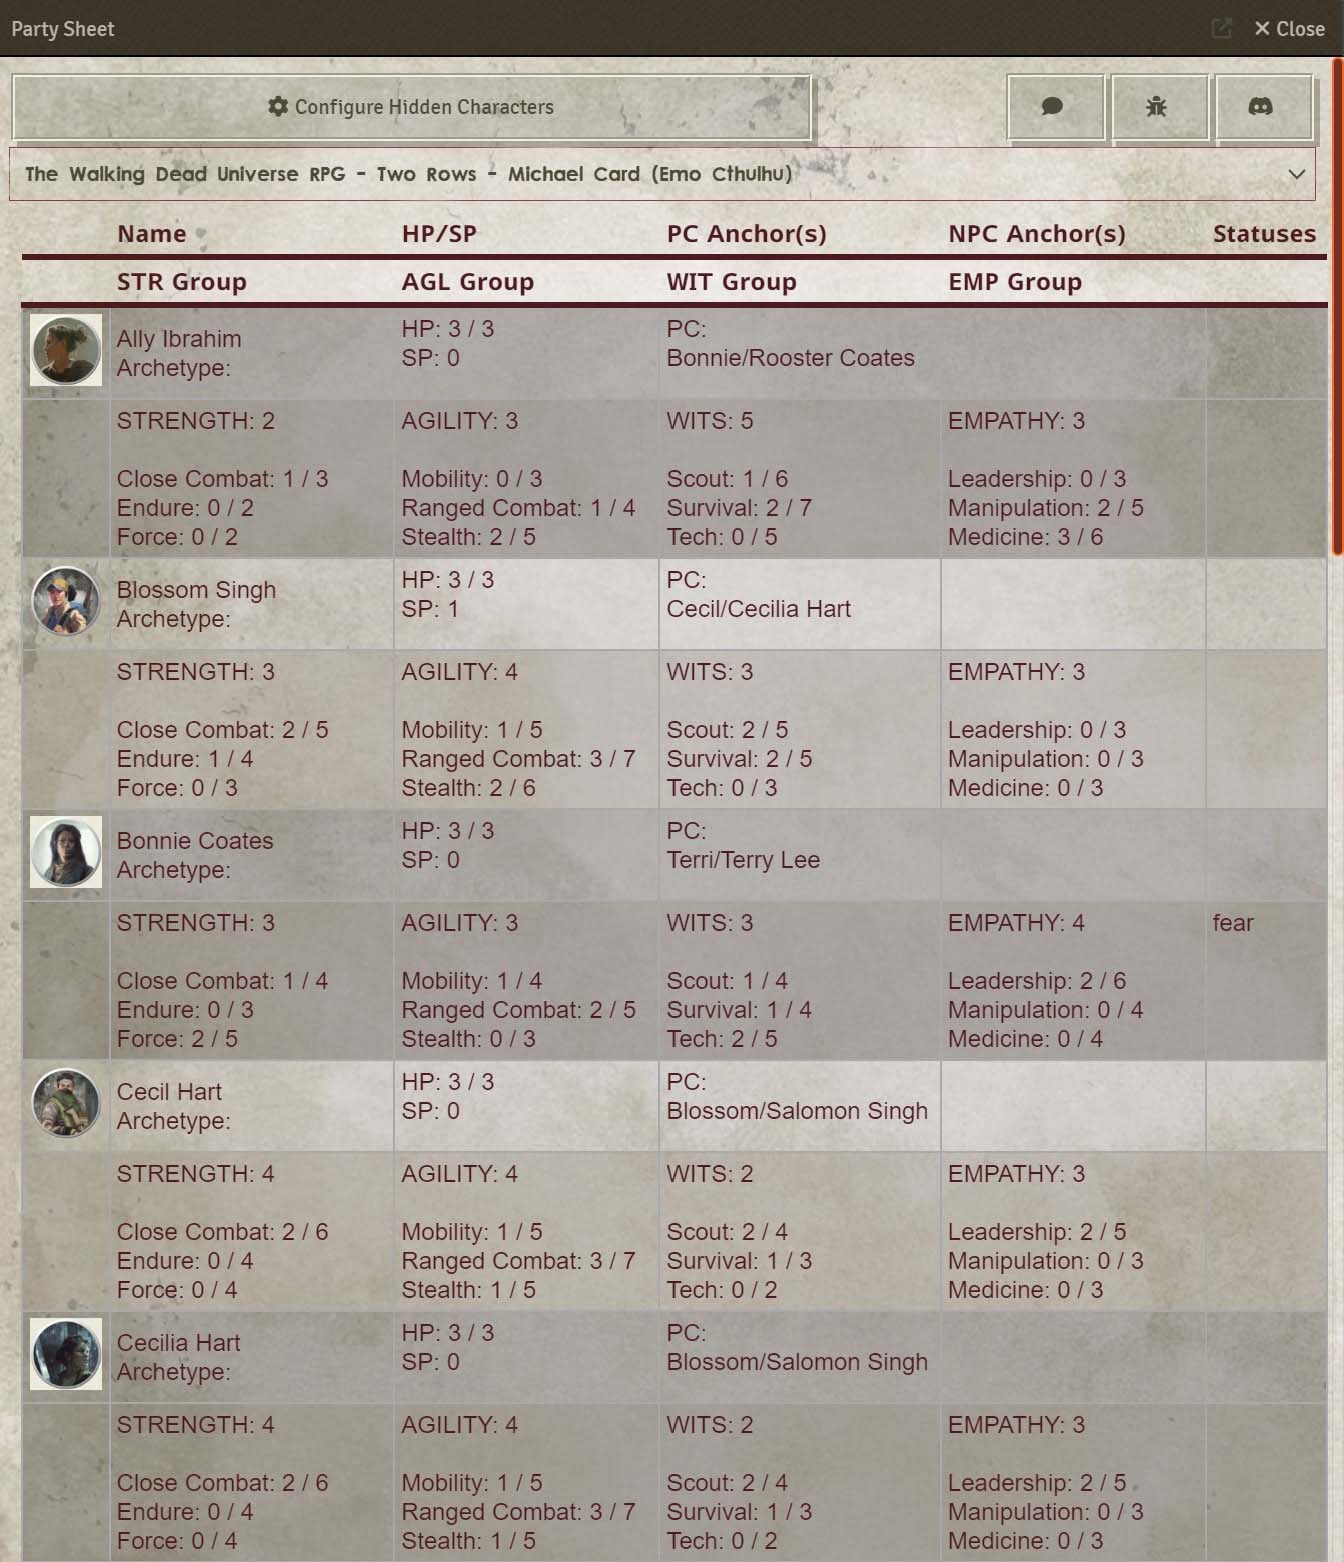 Party Sheet
Close
Configure Hidden Characters
The Walking Dead Universe RPG - Two Rows - Michael Card (Emo Cthulhu)
Name HP/SP PC Anchor(s) NPC Anchor(s) Statuses
STR Group AGL Group WIT Group EMP Group
Ally Ibrahim
Archetype:
HP: 3 / 3
SP: 0
PC:
Bonnie/Rooster Coates
STRENGTH: 2
Close Combat: 1 / 3
Endure: 0 / 2
Force: 0 / 2
AGILITY: 3
Mobility: 0 / 3
Ranged Combat: 1 / 4
Stealth: 2 / 5
WITS: 5
Scout: 1 / 6
Survival: 2 / 7
Tech: 0 / 5
EMPATHY: 3
Leadership: 0 / 3
Manipulation: 2 / 5
Medicine: 3 / 6
Blossom Singh
Archetype:
HP: 3 / 3
SP: 1
PC:
Cecil/Cecilia Hart
STRENGTH: 3
Close Combat: 2 / 5
Endure: 1 / 4
Force: 0 / 3
AGILITY: 4
Mobility: 1 / 5
Ranged Combat: 3 / 7
Stealth: 2 / 6
WITS: 3
Scout: 2 / 5
Survival: 2 / 5
Tech: 0 / 3
EMPATHY: 3
Leadership: 0 / 3
Manipulation: 0 / 3
Medicine: 0 / 3
Bonnie Coates
Archetype:
HP: 3 / 3
SP: 0
PC:
Terri/Terry Lee
STRENGTH: 3
Close Combat: 1 / 4
Endure: 0 / 3
Force: 2 / 5
AGILITY: 3
Mobility: 1 / 4
Ranged Combat: 2 / 5
Stealth: 0 / 3
WITS: 3
Scout: 1 / 4
Survival: 1 / 4
Tech: 2 / 5
EMPATHY: 4
Leadership: 2 / 6
Manipulation: 0 / 4
Medicine: 0 / 4
fear
Cecil Hart
Archetype:
HP: 3 / 3
SP: 0
PC:
Blossom/Salomon Singh
STRENGTH: 4
Close Combat: 2 / 6
Endure: 0 / 4
Force: 0 / 4
AGILITY: 4
Mobility: 1 / 5
Ranged Combat: 3 / 7
Stealth: 1 / 5
WITS: 2
Scout: 2 / 4
Survival: 1 / 3
Tech: 0 / 2
EMPATHY: 3
Leadership: 2 / 5
Manipulation: 0 / 3
Medicine: 0 / 3
Cecilia Hart
Archetype:
HP: 3 / 3
SP: 0
PC:
Blossom/Salomon Singh
STRENGTH: 4
Close Combat: 2 / 6
Endure: 0 / 4
Force: 0 / 4
AGILITY: 4
Mobility: 1 / 5
Ranged Combat: 3 / 7
Stealth: 1 / 5
WITS: 2
Scout: 2 / 4
Survival: 1 / 3
Tech: 0 / 2
EMPATHY: 3
Leadership: 2 / 5
Manipulation: 0 / 3
Medicine: 0 / 3